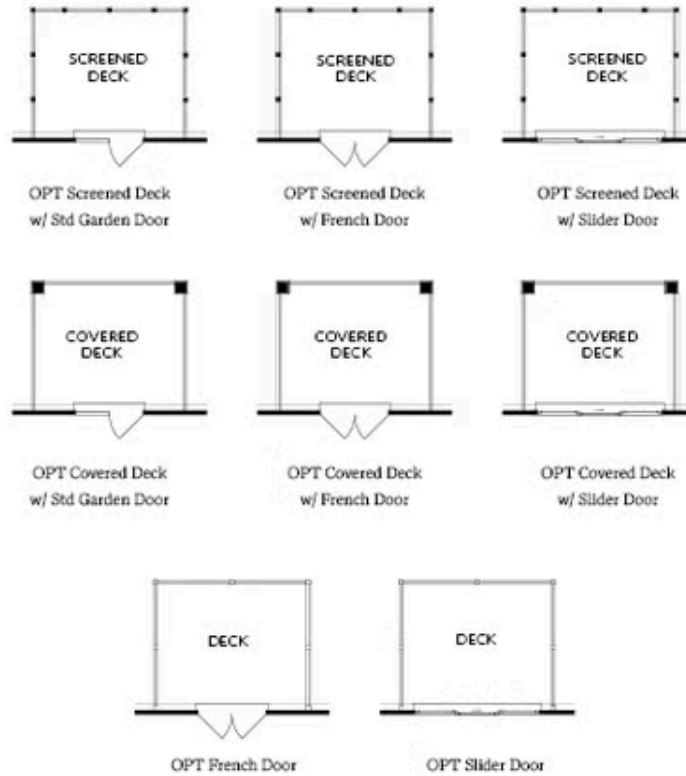 SCREENED
DECK
SCREENED
DECK
SCREENED
DECK
OPT Screened Deck
w/ Std Garden Door
OPT Screened Deck
w/ French Door
OPT Screened Deck
w/ Slider Door
COVERED
DECK
COVERED
DECK
COVERED
DECK
OPT Covered Deck
w/ Std Garden Door
OPT Covered Deck
w/ French Door
OPT Covered Deck
w/ Slider Door
DECK
DECK
OPT French Door
OPT Slider Door